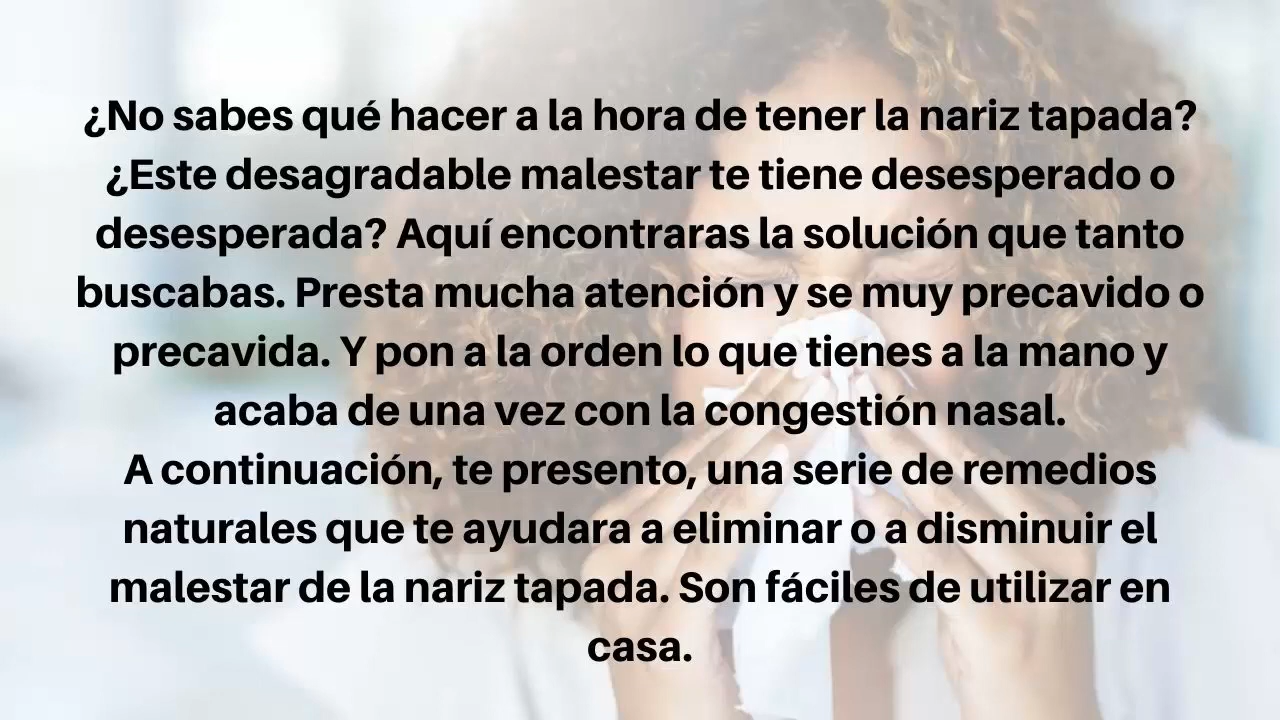 ¿No sabes qué hacer a la hora de tener la nariz tapada?
¿Este desagradable malestar te tiene desesperado o
desesperada? Aquí encontraras la solución que tanto
buscabas. Presta mucha atención y se muy precavido o
precavida. Y pon a la orden lo que tienes a la mano y
acaba de una vez con la congestión nasal.
A continuación, te presento, una serie de remedios
naturales que te ayudara a eliminar o a disminuir el
malestar de la nariz tapada. Son fáciles de utilizar en
casa.